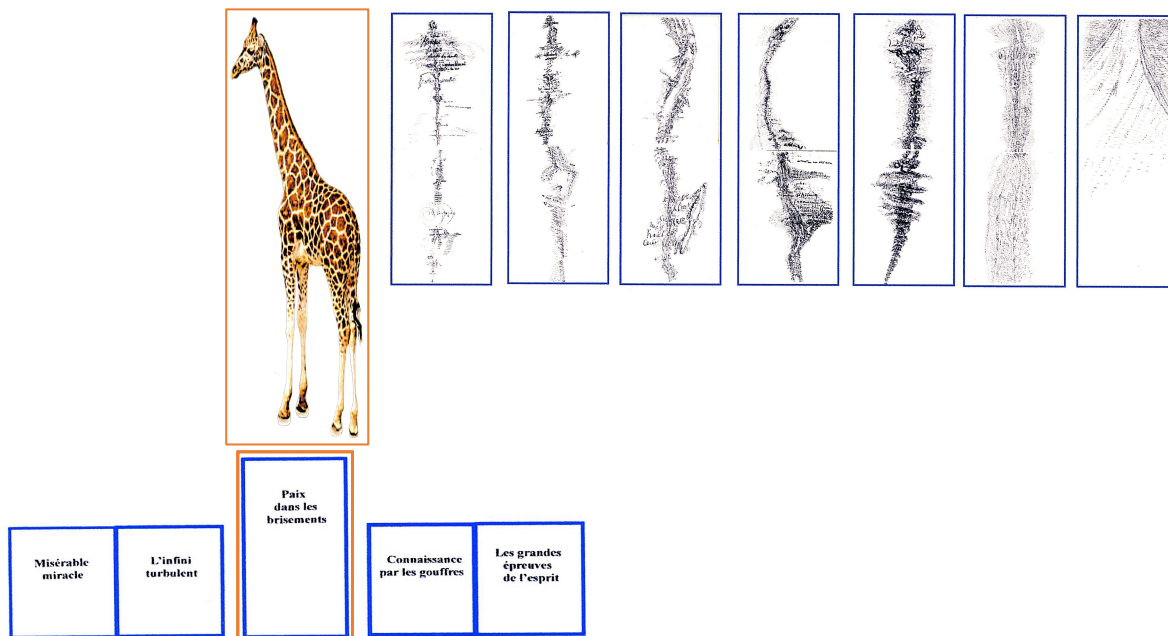 Paix
dans les
brisements
Misérable
miracle
L'infini
turbulent
Connaissance
par les gouffres
Les grandes
épreuves
de l'esprit